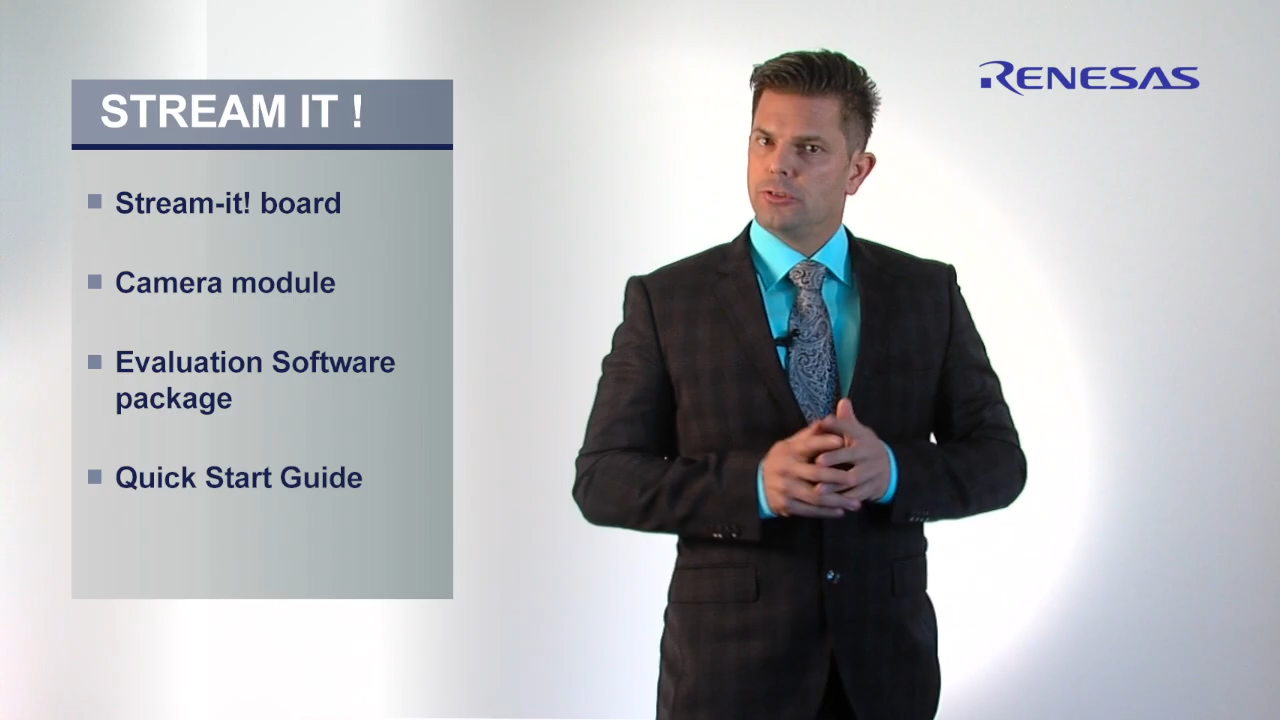 RENESAS
STREAM IT !
Stream-it! board
Camera module
Evaluation Software
package
Quick Start Guide